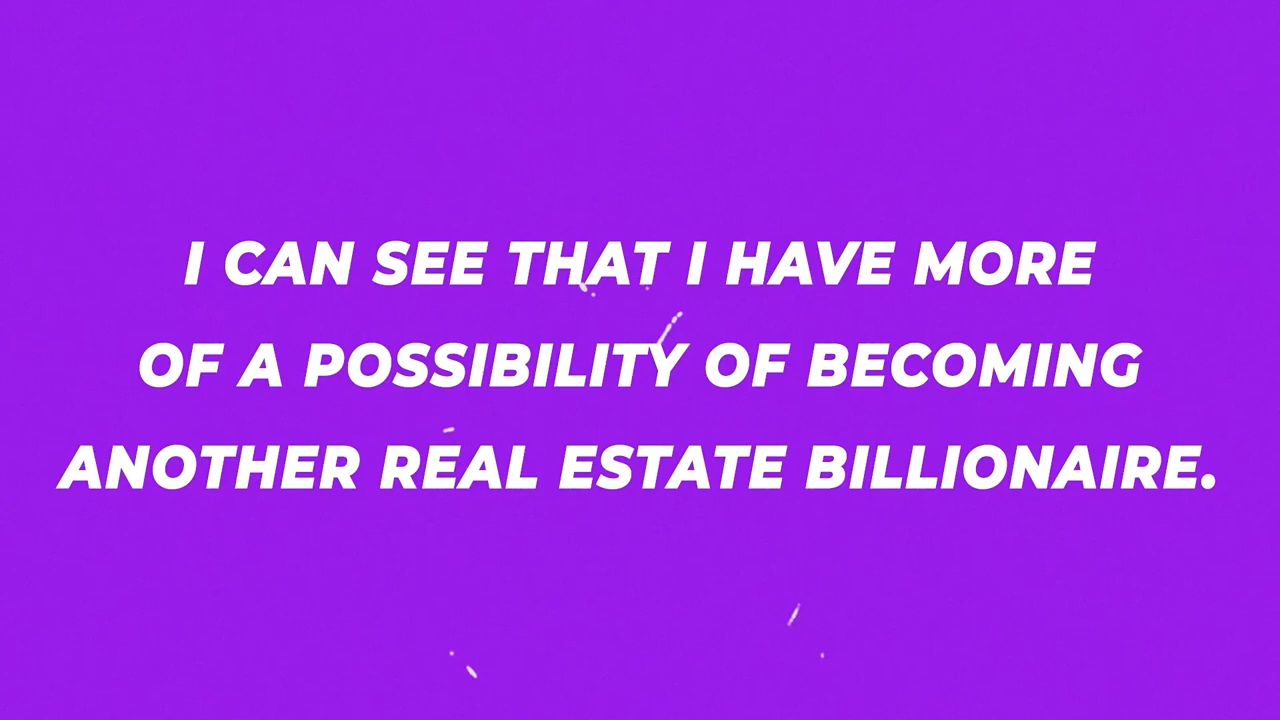 I CAN SEE THAT I HAVE MORE
OF A POSSIBILITY OF BECOMING
ANOTHER REAL ESTATE BILLIONAIRE.